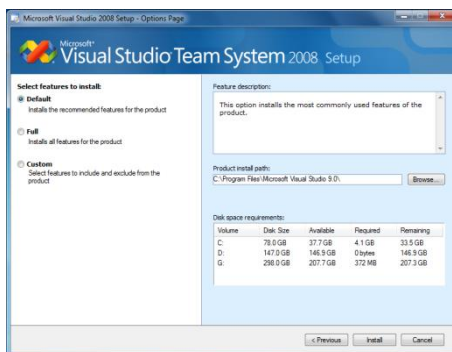 Microsoft Visual Studio 2008 Setup - Options Page
Microsoft®
Visual Studio Team System 2008 Setup
Select features to install:
Default
Installs the recommended features for the product
Full
Installs all features for the product
Custom
Select features to include and exclude from the
product
Feature description:
This option installs the most commonly used features of the
product.
Product install path:
C:\Program Files\Microsoft Visual Studio 9.0\
Browse...
Disk space requirements:
Volume Disk Size Available Required Remaining
C: 78.0 GB 37.7 GB 4.1 GB 33.5 GB
D: 147.0 GB 146.9 GB 0 bytes 146.9 GB
G: 298.0 GB 207.7 GB 372 MB 207.3 GB
< Previous Install Cancel